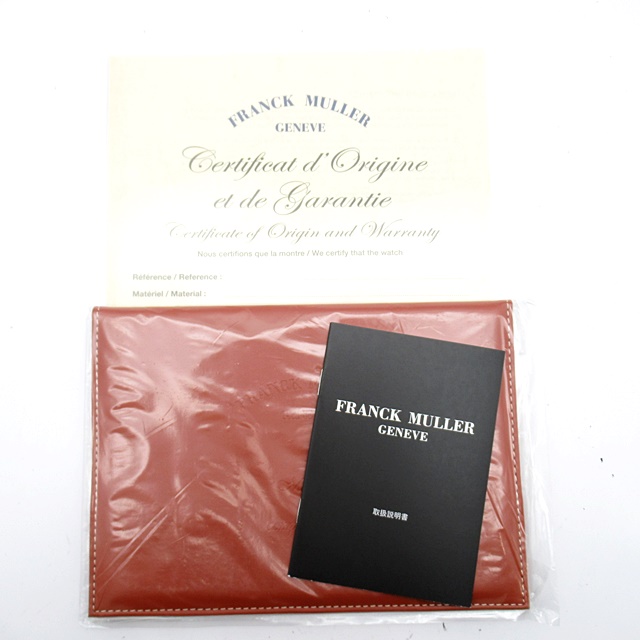 FRANCK MULLER
GENEVE
Certificat d'Origine
et de Garantie
Certificate of Origin and Warranty
Nous certifions que la montre / We certify that the watch
Référence / Reference :
Matériel / Material :
FRANCK MULLER
GENEVE
取扱説明書